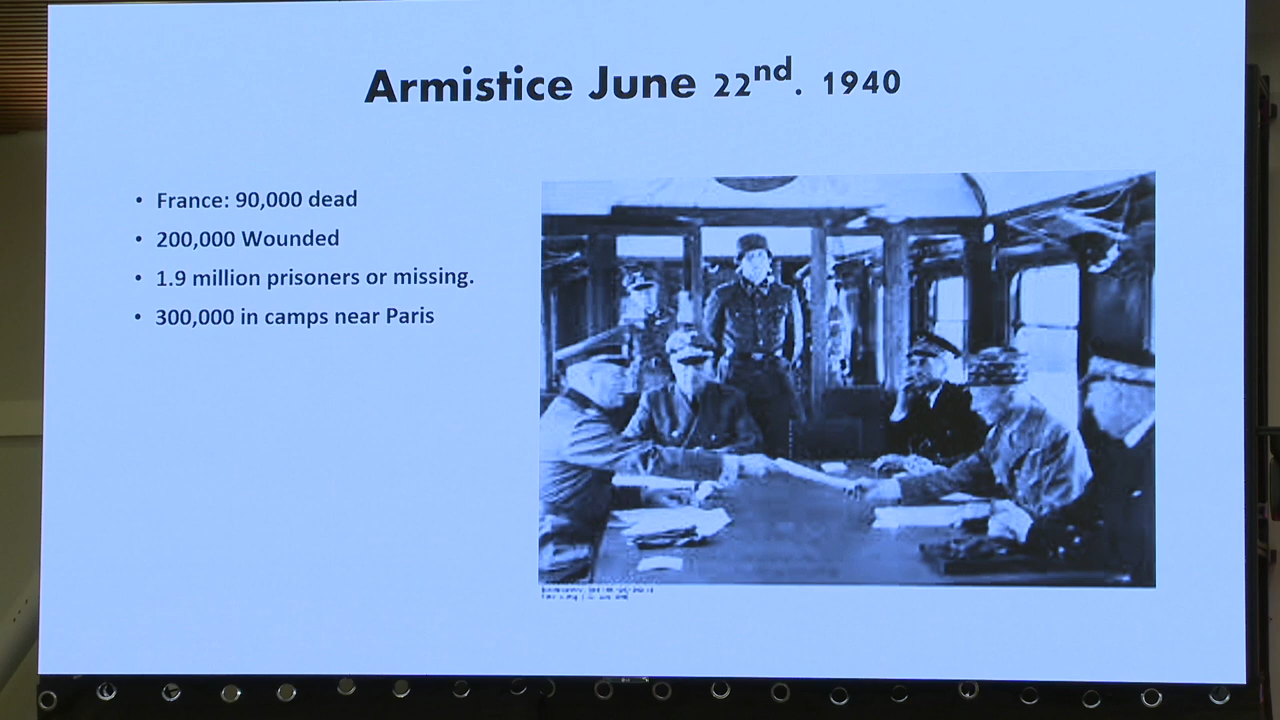 Armistice June 22nd. 1940
• France: 90,000 dead
• 200,000 Wounded
• 1.9 million prisoners or missing.
• 300,000 in camps near Paris